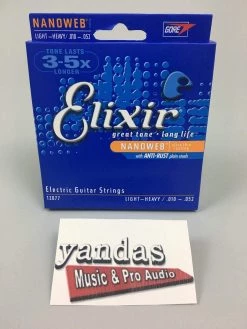 NANOWEB
LIGHT-HEAVY / .010 - .052
GORE
TONE LASTS
3-5x
LONGER
Elixir
great tone • long life
NANOWEB
with ANTI-RUST plain steels
Electric Guitar Strings
12077
LIGHT-HEAVY / .010 - .052
yandas
Music & Pro Audio